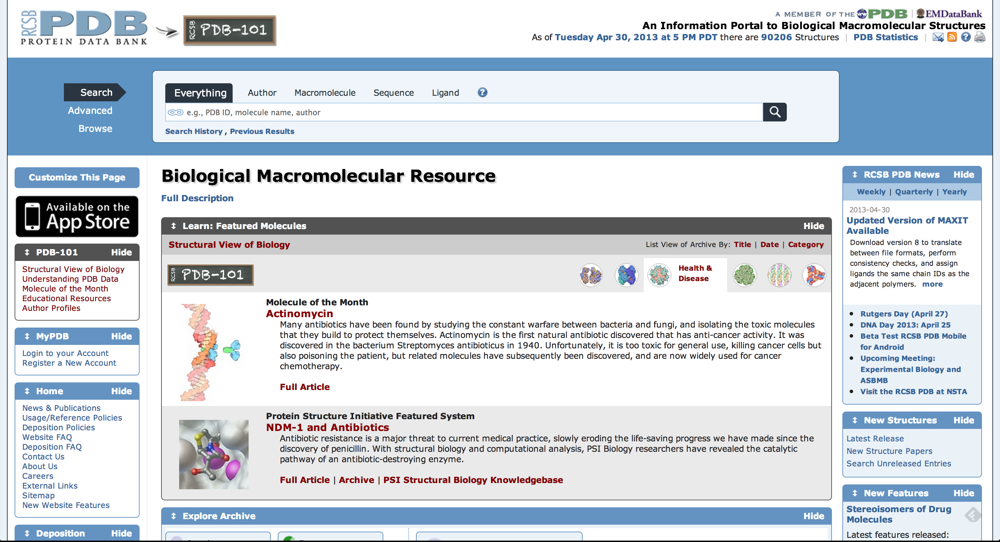 RCSB PDB
PROTEIN DATA BANK
RCSB PDB-101
A MEMBER OF THE PDB | EMDataBank
An Information Portal to Biological Macromolecular Structures
As of Tuesday Apr 30, 2013 at 5 PM PDT there are 90206 Structures | PDB Statistics |
Search
Advanced
Browse
Everything Author Macromolecule Sequence Ligand ?
e.g., PDB ID, molecule name, author
Search History , Previous Results
Customize This Page
Available on the
App Store
PDB-101 Hide
Structural View of Biology
Understanding PDB Data
Molecule of the Month
Educational Resources
Author Profiles
MyPDB Hide
Login to your Account
Register a New Account
Home Hide
News & Publications
Usage/Reference Policies
Deposition Policies
Website FAQ
Deposition FAQ
Contact Us
About Us
Careers
External Links
Sitemap
New Website Features
Deposition Hide
Biological Macromolecular Resource
Full Description
Learn: Featured Molecules Hide
Structural View of Biology List View of Archive By: Title | Date | Category
RCSB PDB-101
Health &
Disease
Molecule of the Month
Actinomycin
Many antibiotics have been found by studying the constant warfare between bacteria and fungi, and isolating the toxic molecules
that they build to protect themselves. Actinomycin is the first natural antibiotic discovered that has anti-cancer activity. It was
discovered in the bacterium Streptomyces antibioticus in 1940. Unfortunately, it is too toxic for general use, killing cancer cells but
also poisoning the patient, but related molecules have subsequently been discovered, and are now widely used for cancer
chemotherapy.
Full Article
Protein Structure Initiative Featured System
NDM-1 and Antibiotics
Antibiotic resistance is a major threat to current medical practice, slowly eroding the life-saving progress we have made since the
discovery of penicillin. With structural biology and computational analysis, PSI Biology researchers have revealed the catalytic
pathway of an antibiotic-destroying enzyme.
Full Article | Archive | PSI Structural Biology Knowledgebase
Explore Archive Hide
RCSB PDB News Hide
Weekly | Quarterly | Yearly
2013-04-30
Updated Version of MAXIT
Available
Download version 8 to translate
between file formats, perform
consistency checks, and assign
ligands the same chain IDs as the
adjacent polymers. more
Rutgers Day (April 27)
DNA Day 2013: April 25
Beta Test RCSB PDB Mobile
for Android
Upcoming Meeting:
Experimental Biology and
ASBMB
Visit the RCSB PDB at NSTA
New Structures Hide
Latest Release
New Structure Papers
Search Unreleased Entries
New Features Hide
Stereoisomers of Drug
Molecules
Latest features released: